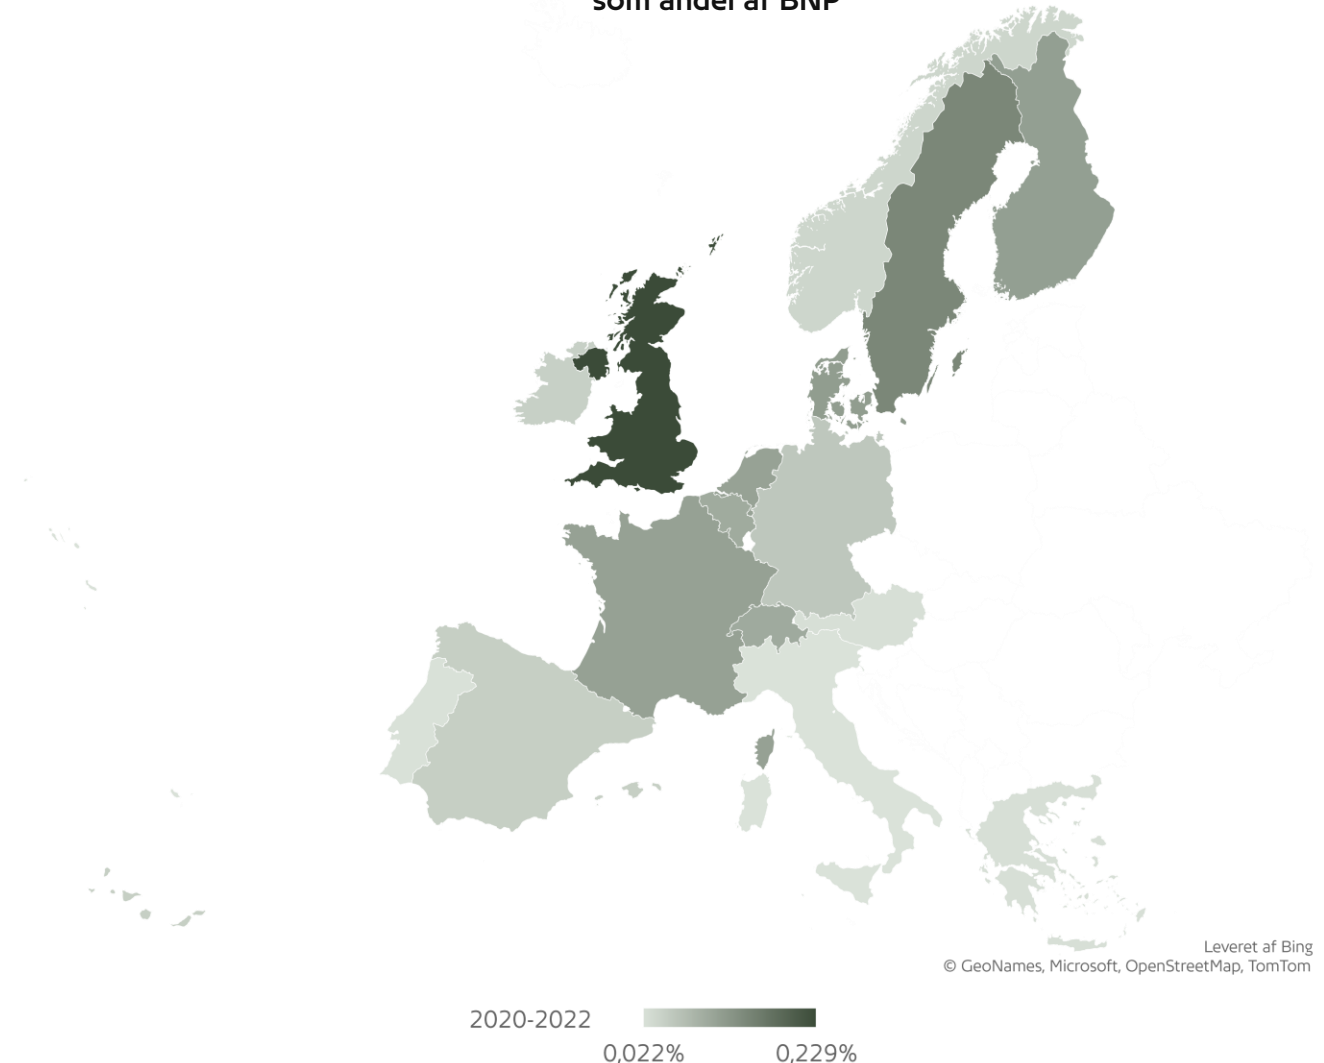 som andel af BNP
Leveret af Bing
© GeoNames, Microsoft, OpenStreetMap, TomTom
2020-2022
0,022%
0,229%